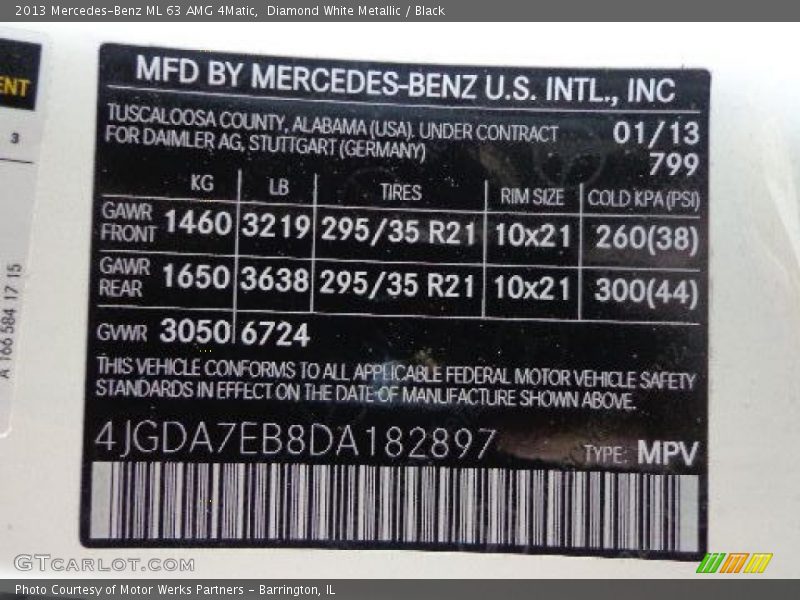 2013 Mercedes-Benz ML 63 AMG 4Matic,  Diamond White Metallic / Black
ENT
3
A 166 584 17 15
MFD BY MERCEDES-BENZ U.S. INTL., INC
TUSCALOOSA COUNTY, ALABAMA (USA). UNDER CONTRACT
FOR DAIMLER AG, STUTTGART (GERMANY)
01/13
799
KG LB TIRES RIM SIZE COLD KPA (PSI)
GAWR FRONT 1460 3219 295/35 R21 10x21 260(38)
GAWR REAR 1650 3638 295/35 R21 10x21 300(44)
GVWR 3050 6724
THIS VEHICLE CONFORMS TO ALL APPLICABLE FEDERAL MOTOR VEHICLE SAFETY
STANDARDS IN EFFECT ON THE DATE OF MANUFACTURE SHOWN ABOVE.
4JGDA7EB8DA182897 TYPE: MPV
GTCARLOT.COM
Photo Courtesy of Motor Werks Partners - Barrington, IL